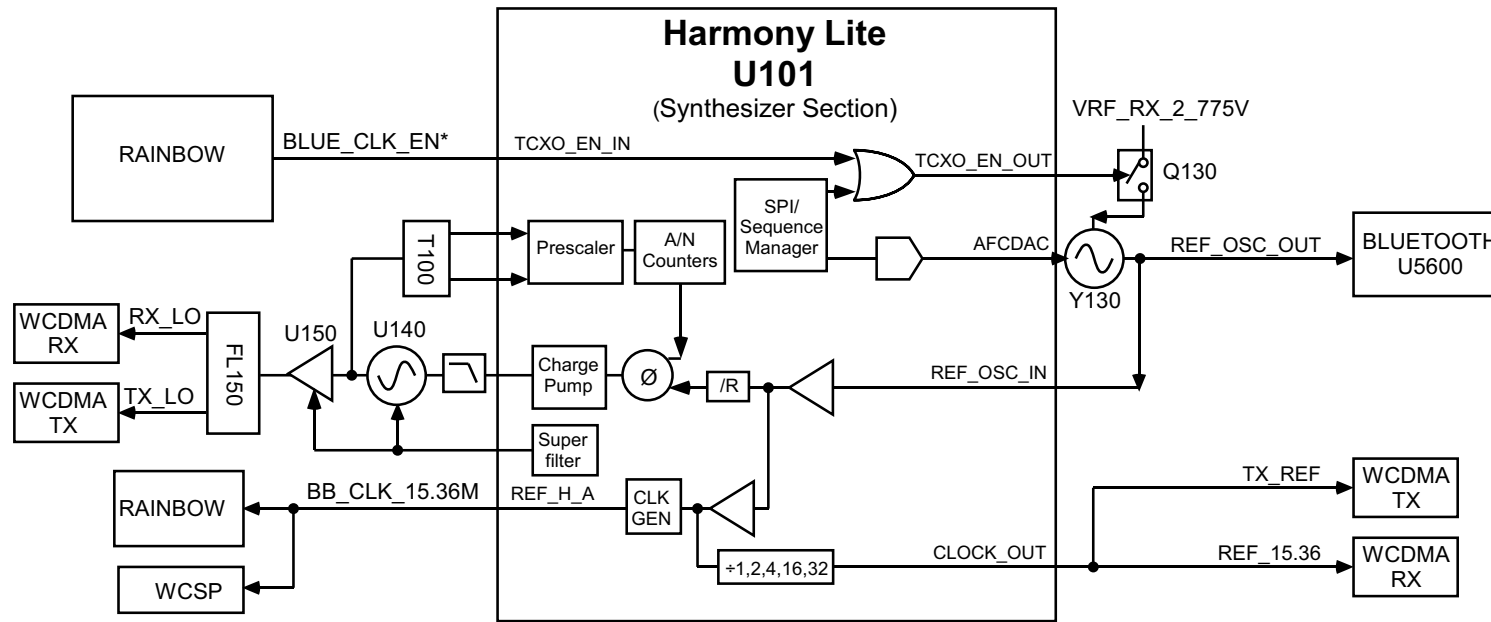 Harmony Lite
U101
(Synthesizer Section)
VRF_RX_2_775V
RAINBOW
BLUE_CLK_EN*
TCXO_EN_IN
TCXO_EN_OUT
Q130
SPI/
Sequence
Manager
T100
Prescaler
A/N
Counters
AFCDAC
Y130
REF_OSC_OUT
BLUETOOTH
U5600
WCDMA
RX
RX_LO
WCDMA
TX
TX_LO
FL150
U150
U140
Charge
Pump
Ø
/R
REF_OSC_IN
Super
filter
RAINBOW
BB_CLK_15.36M
REF_H_A
CLK
GEN
WCSP
÷1,2,4,16,32
CLOCK_OUT
TX_REF
WCDMA
TX
REF_15.36
WCDMA
RX